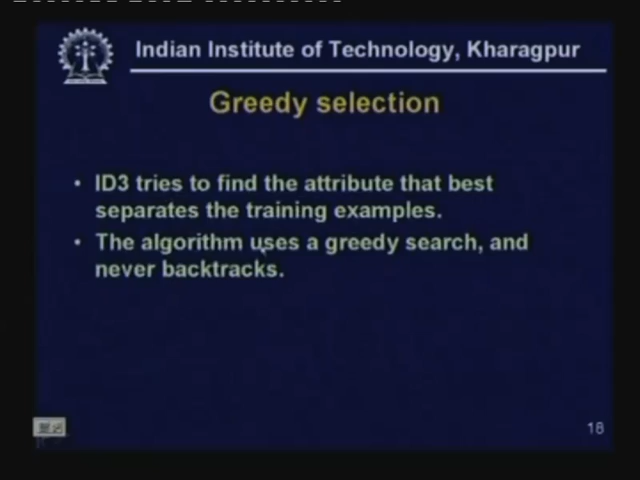 Indian Institute of Technology, Kharagpur
Greedy selection
• ID3 tries to find the attribute that best
separates the training examples.
• The algorithm uses a greedy search, and
never backtracks.
18